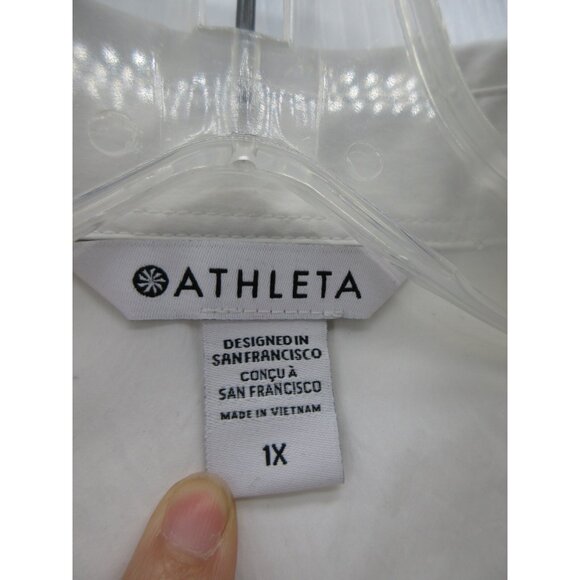 ATHLETA
DESIGNED IN
SAN FRANCISCO
CONÇU À
SAN FRANCISCO
MADE IN VIETNAM
1X